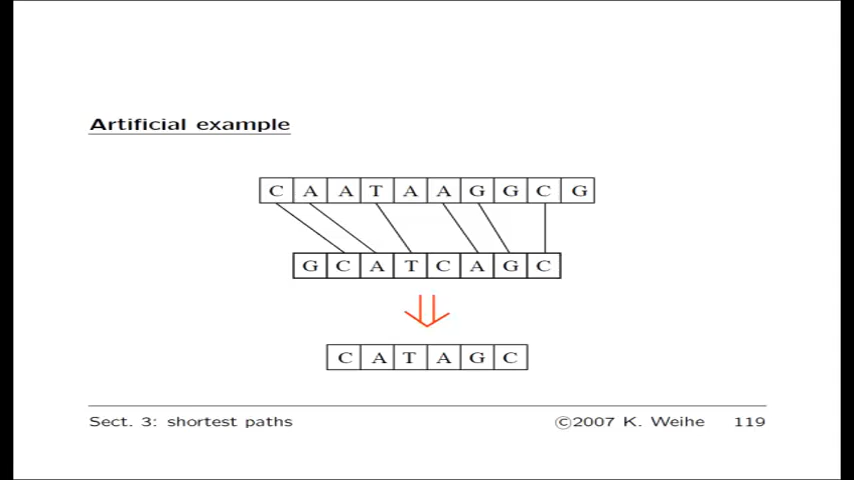 Artificial example
C A A T A A G G C G
G C A T C A G C
C A T A G C
Sect. 3: shortest paths ©2007 K. Weihe 119